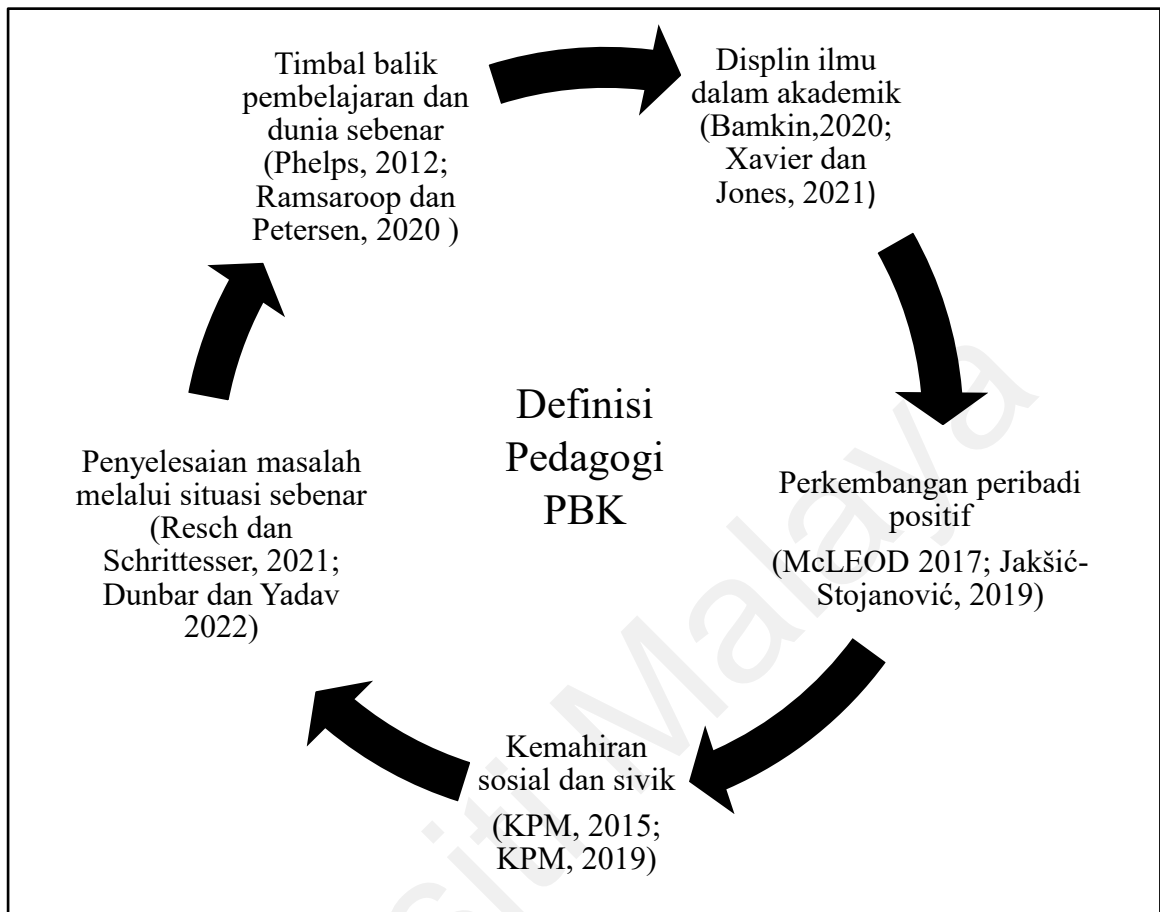 Timbal balik
pembelajaran dan
dunia sebenar
(Phelps, 2012;
Ramsaroop dan
Petersen, 2020 )
Displin ilmu
dalam akademik
(Bamkin,2020;
Xavier dan
Jones, 2021)
Perkembangan peribadi
positif
(McLEOD 2017; Jakšić-
Stojanović, 2019)
Kemahiran
sosial dan sivik
(KPM, 2015;
KPM, 2019)
Penyelesaian masalah
melalui situasi sebenar
(Resch dan
Schrittesser, 2021;
Dunbar dan Yadav
2022)
Definisi
Pedagogi
PBK
siti Malaya